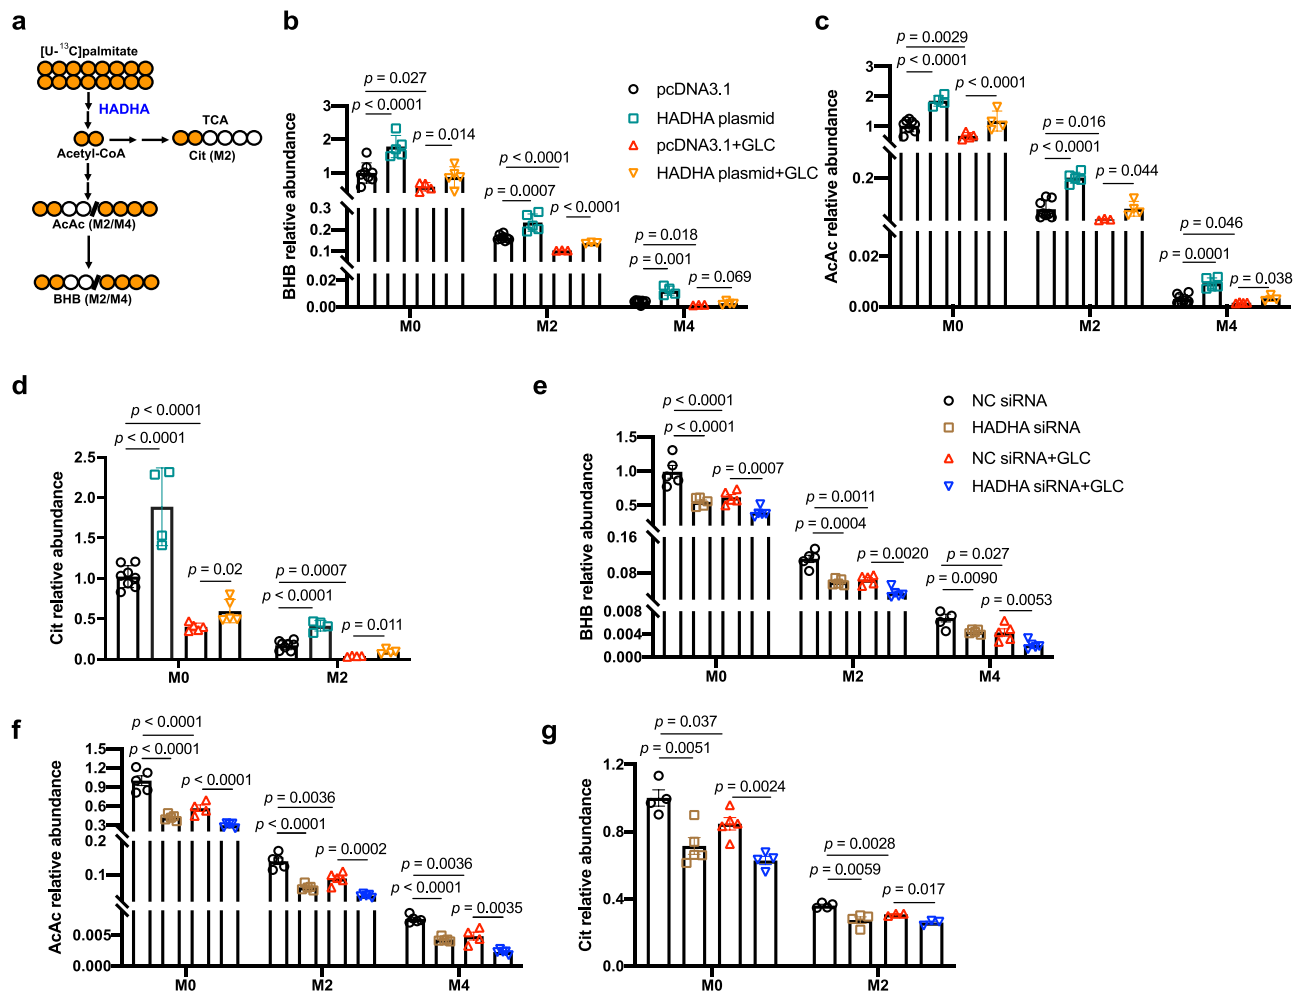 a
[U-¹³C]palmitate
HADHA
TCA
Acetyl-CoA
Cit (M2)
AcAc (M2/M4)
BHB (M2/M4)
b
BHB relative abundance
3
2
1
0.3
0.2
0.1
0.02
0.00
p = 0.027
p < 0.0001
p = 0.014
p < 0.0001
p = 0.0007
p < 0.0001
p = 0.018
p = 0.001
p = 0.069
M0
M2
M4
pcDNA3.1
HADHA plasmid
pcDNA3.1+GLC
HADHA plasmid+GLC
c
AcAc relative abundance
3
2
1
0.2
0.02
0.00
p = 0.0029
p <0.0001
p <0.0001
p = 0.016
p <0.0001
p = 0.044
p = 0.046
p = 0.0001
p = 0.038
M0
M2
M4
d
Cit relative abundance
2.5
2.0
1.5
1.0
0.5
0.0
p < 0.0001
p < 0.0001
p = 0.02
p = 0.0007
p < 0.0001
p = 0.011
M0
M2
e
BHB relative abundance
1.5
1.0
0.5
0.16
0.08
0.008
0.004
0.000
p < 0.0001
p < 0.0001
p = 0.0007
p = 0.0011
p = 0.0004
p = 0.0020
p = 0.027
p = 0.0090
p = 0.0053
M0
M2
M4
NC siRNA
HADHA siRNA
NC siRNA+GLC
HADHA siRNA+GLC
f
AcAc relative abundance
1.5
1.2
0.9
0.6
0.3
0.2
0.1
0.005
0.000
p < 0.0001
p < 0.0001
p < 0.0001
p = 0.0036
p < 0.0001
p = 0.0002
p = 0.0036
p < 0.0001
p = 0.0035
M0
M2
M4
g
Cit relative abundance
1.2
0.8
0.4
0.0
p = 0.037
p = 0.0051
p = 0.0024
p = 0.0028
p = 0.0059
p = 0.017
M0
M2